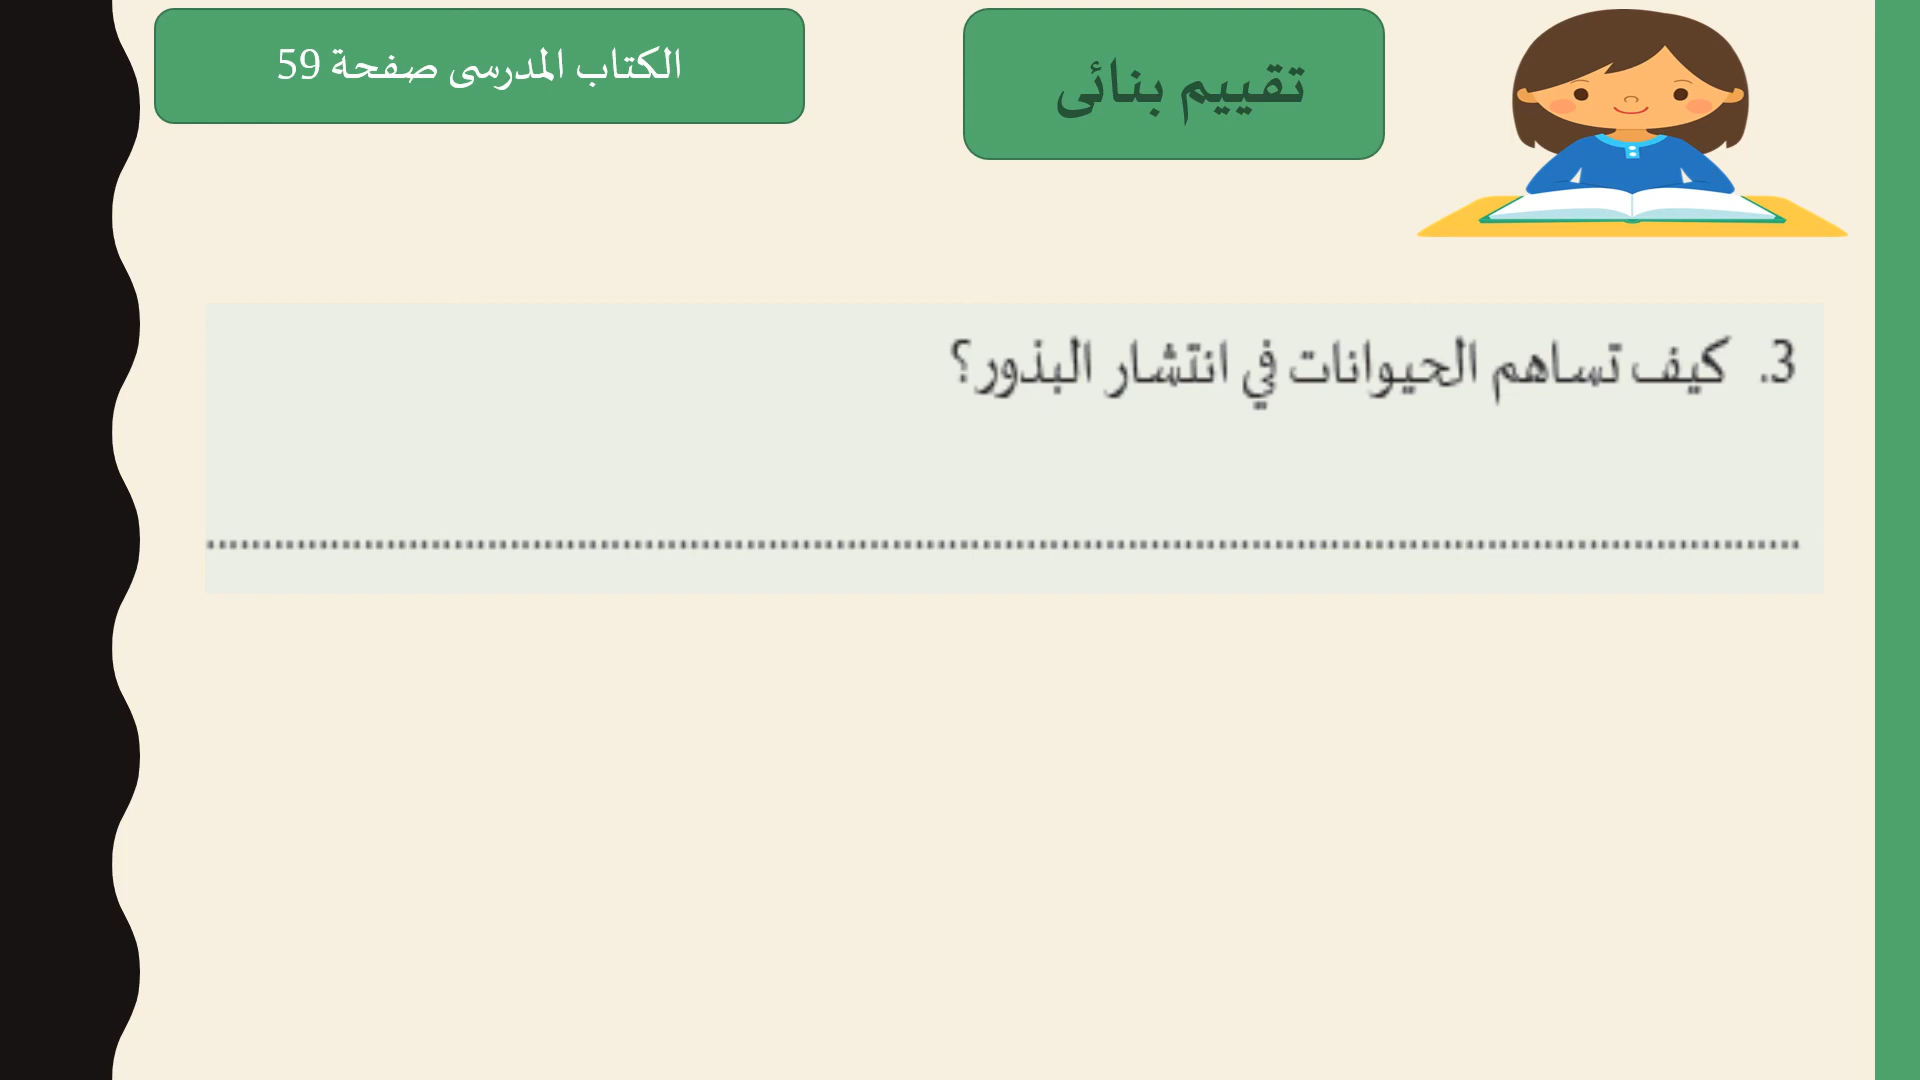 تقييم بنائى
الكتاب المدرسى صفحة 59
3. كيف تساهم الحيوانات في انتشار البذور؟